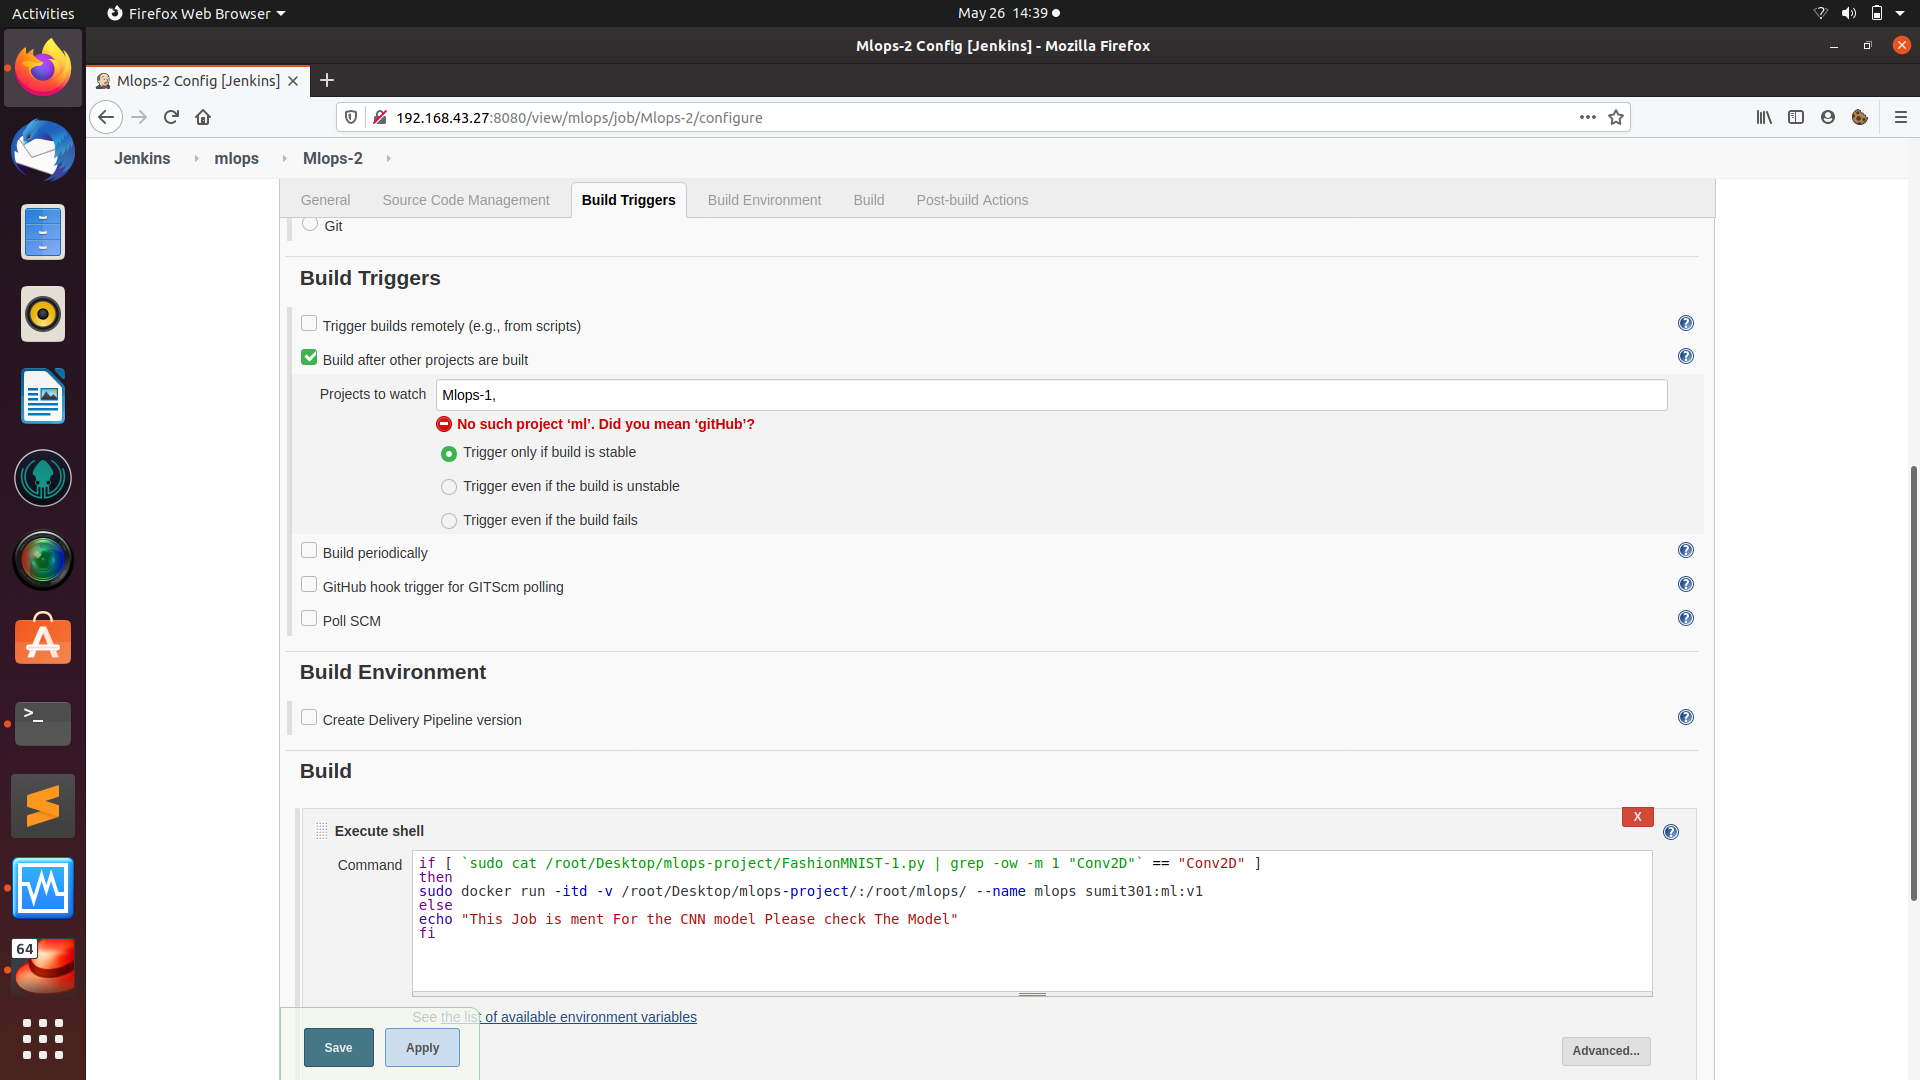 Activities
Firefox Web Browser
May 26 14:39
Mlops-2 Config [Jenkins] - Mozilla Firefox
Mlops-2 Config [Jenkins]
192.168.43.27:8080/view/mlops/job/Mlops-2/configure
Jenkins
mlops
Mlops-2
General
Source Code Management
Build Triggers
Build Environment
Build
Post-build Actions
Git
Build Triggers
Trigger builds remotely (e.g., from scripts)
Build after other projects are built
Projects to watch
Mlops-1,
No such project ‘ml’. Did you mean ‘gitHub’?
Trigger only if build is stable
Trigger even if the build is unstable
Trigger even if the build fails
Build periodically
GitHub hook trigger for GITScm polling
Poll SCM
Build Environment
Create Delivery Pipeline version
Build
X
Execute shell
Command
if [ `sudo cat /root/Desktop/mlops-project/FashionMNIST-1.py | grep -ow -m 1 "Conv2D"` == "Conv2D" ]
then
sudo docker run -itd -v /root/Desktop/mlops-project/:/root/mlops/ --name mlops sumit301:ml:v1
else
echo "This Job is ment For the CNN model Please check The Model"
fi
64
See the list of available environment variables
Save
Apply
Advanced...